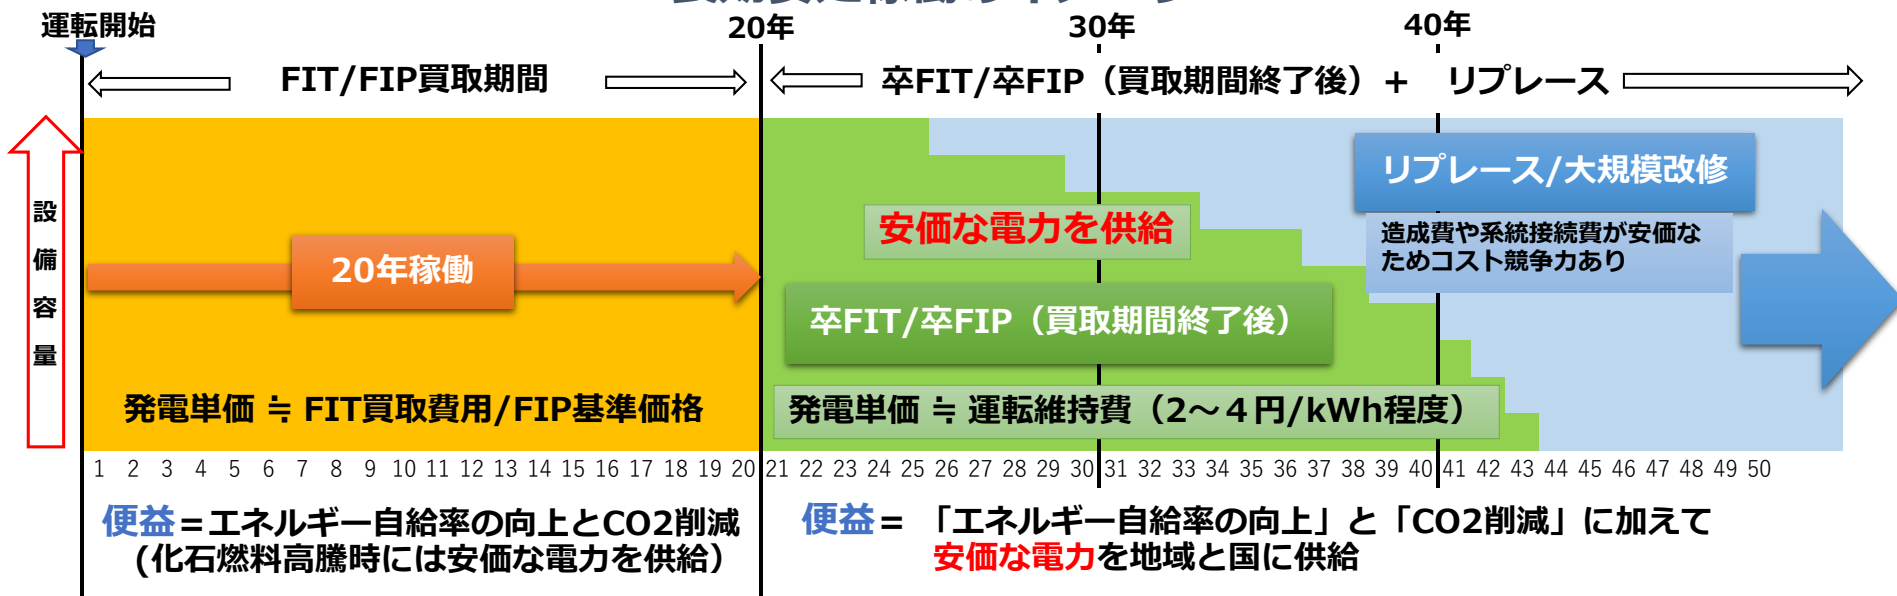 運転開始
20年
30年
40年
FIT/FIP買取期間
卒FIT/卒FIP（買取期間終了後）+ リプレース
設備容量
リプレース/大規模改修
安価な電力を供給
造成費や系統接続費が安価な
ためコスト競争力あり
20年稼働
卒FIT/卒FIP（買取期間終了後）
発電単価 ≒ FIT買取費用/FIP基準価格
発電単価 ≒ 運転維持費（2～４円/kWh程度）
1 2 3 4 5 6 7 8 9 10 11 12 13 14 15 16 17 18 19 20 21 22 23 24 25 26 27 28 29 30 31 32 33 34 35 36 37 38 39 40 41 42 43 44 45 46 47 48 49 50
便益=エネルギー自給率の向上とCO2削減
(化石燃料高騰時には安価な電力を供給）
便益= 「エネルギー自給率の向上」と「CO2削減」に加えて
安価な電力を地域と国に供給